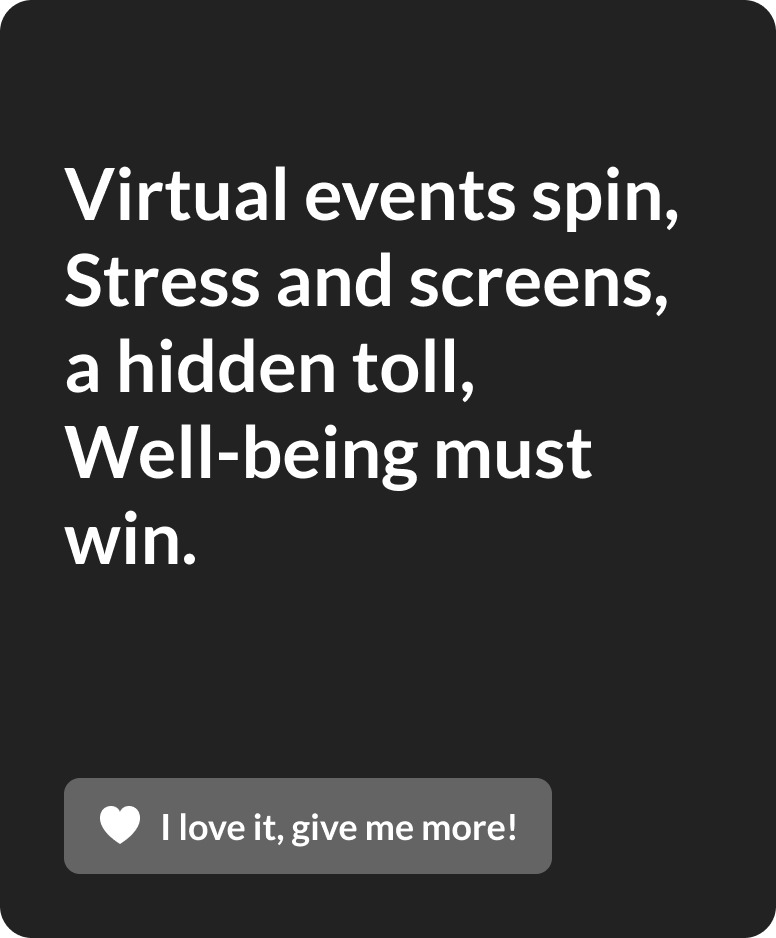 Virtual events spin,
Stress and screens,
a hidden toll,
Well-being must
win.
I love it, give me more!